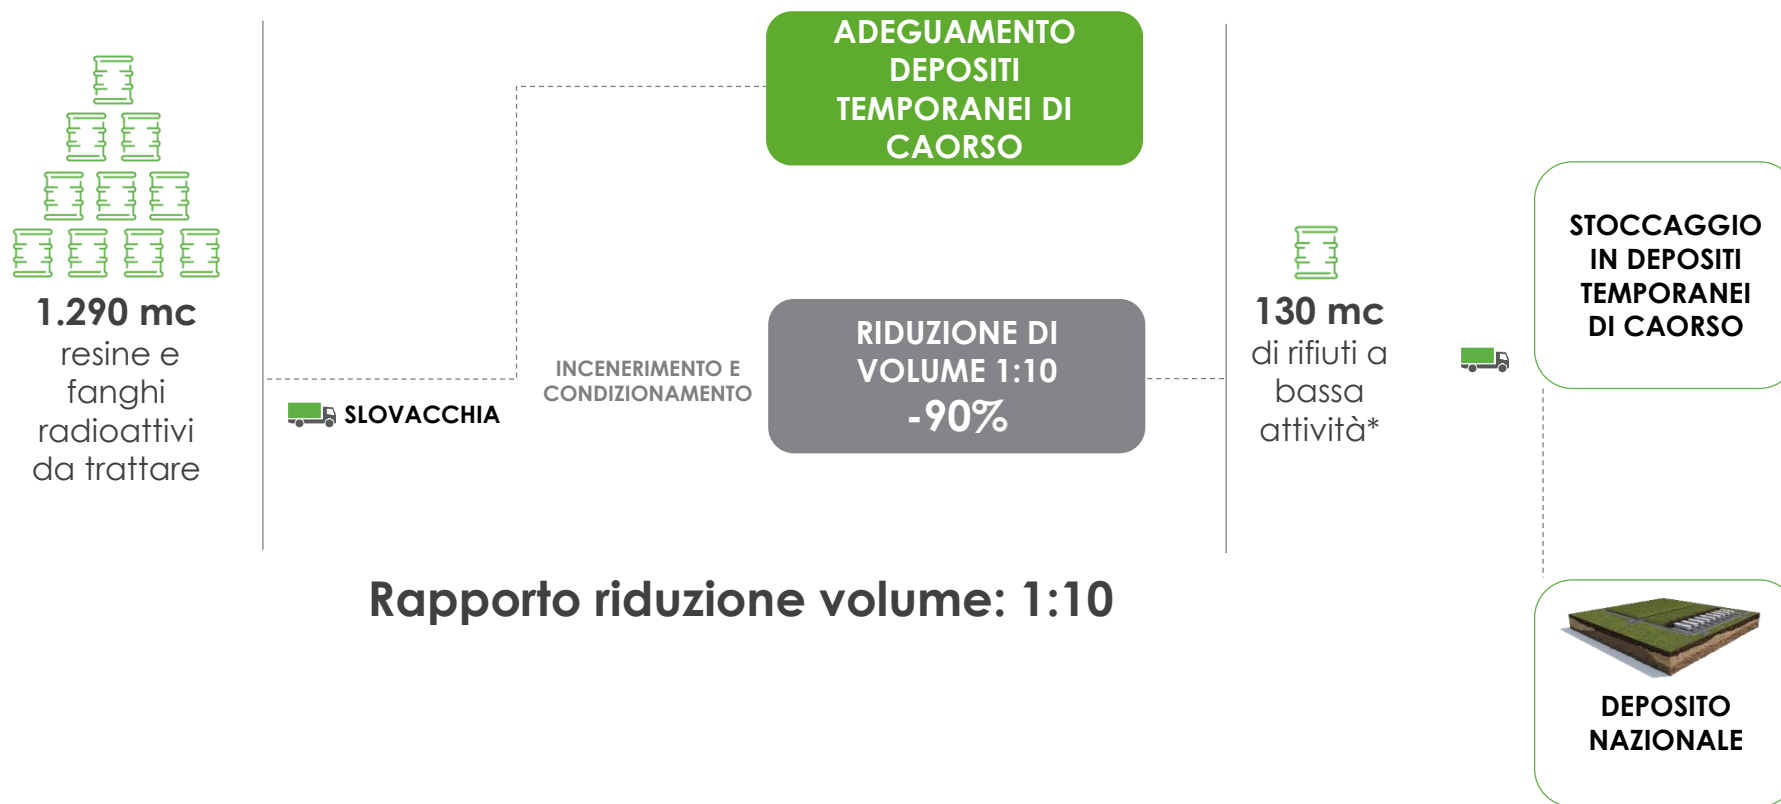 ADEGUAMENTO
DEPOSITI
TEMPORANEI DI
CAORSO
1.290 mc
resine e
fanghi
radioattivi
da trattare
SLOVACCHIA
INCENERIMENTO E
CONDIZIONAMENTO
RIDUZIONE DI
VOLUME 1:10
-90%
130 mc
di rifiuti a
bassa
attività*
STOCCAGGIO
IN DEPOSITI
TEMPORANEI
DI CAORSO
Rapporto riduzione volume: 1:10
DEPOSITO
NAZIONALE